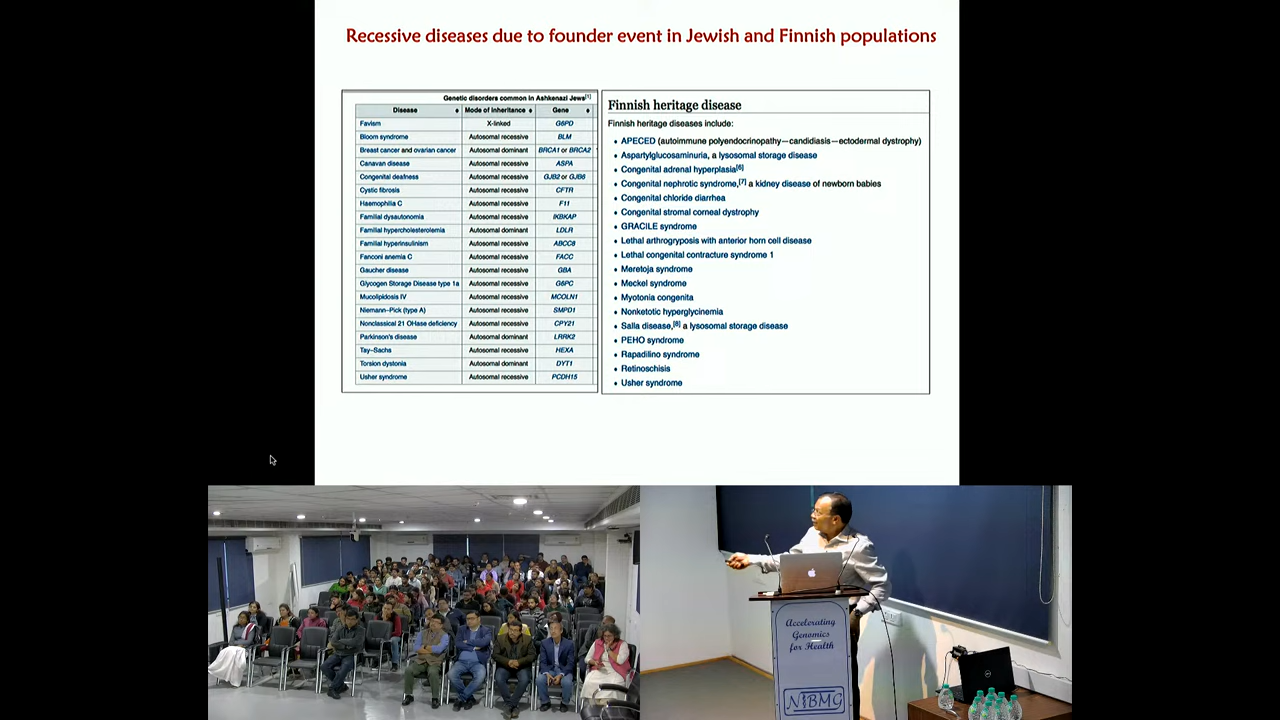 Recessive diseases due to founder event in Jewish and Finnish populations
Genetic disorders common in Ashkenazi Jews[1]
Disease Mode of inheritance Gene
Favism X-linked G6PD
Bloom syndrome Autosomal recessive BLM
Breast cancer and ovarian cancer Autosomal dominant BRCA1 or BRCA2
Canavan disease Autosomal recessive ASPA
Congenital deafness Autosomal recessive GJB2 or GJB6
Cystic fibrosis Autosomal recessive CFTR
Haemophilia C Autosomal recessive F11
Familial dysautonomia Autosomal recessive IKBKAP
Familial hypercholesterolemia Autosomal dominant LDLR
Familial hyperinsulinism Autosomal recessive ABCC8
Fanconi anemia C Autosomal recessive FACC
Gaucher disease Autosomal recessive GBA
Glycogen Storage Disease type 1a Autosomal recessive G6PC
Mucolipidosis IV Autosomal recessive MCOLN1
Niemann–Pick (type A) Autosomal recessive SMPD1
Nonclassical 21 OHase deficiency Autosomal recessive CPY21
Parkinson's disease Autosomal dominant LRRK2
Tay–Sachs Autosomal recessive HEXA
Torsion dystonia Autosomal dominant DYT1
Usher syndrome Autosomal recessive PCDH15
Finnish heritage disease
Finnish heritage diseases include:
• APECED (autoimmune polyendocrinopathy—candidiasis—ectodermal dystrophy)
• Aspartylglucosaminuria, a lysosomal storage disease
• Congenital adrenal hyperplasia[6]
• Congenital nephrotic syndrome,[7] a kidney disease of newborn babies
• Congenital chloride diarrhea
• Congenital stromal corneal dystrophy
• GRACILE syndrome
• Lethal arthrogryposis with anterior horn cell disease
• Lethal congenital contracture syndrome 1
• Meretoja syndrome
• Meckel syndrome
• Myotonia congenita
• Nonketotic hyperglycinemia
• Salla disease,[8] a lysosomal storage disease
• PEHO syndrome
• Rapadilino syndrome
• Retinoschisis
• Usher syndrome
Accelerating
Genomics
for Health
NIBMG
DELL